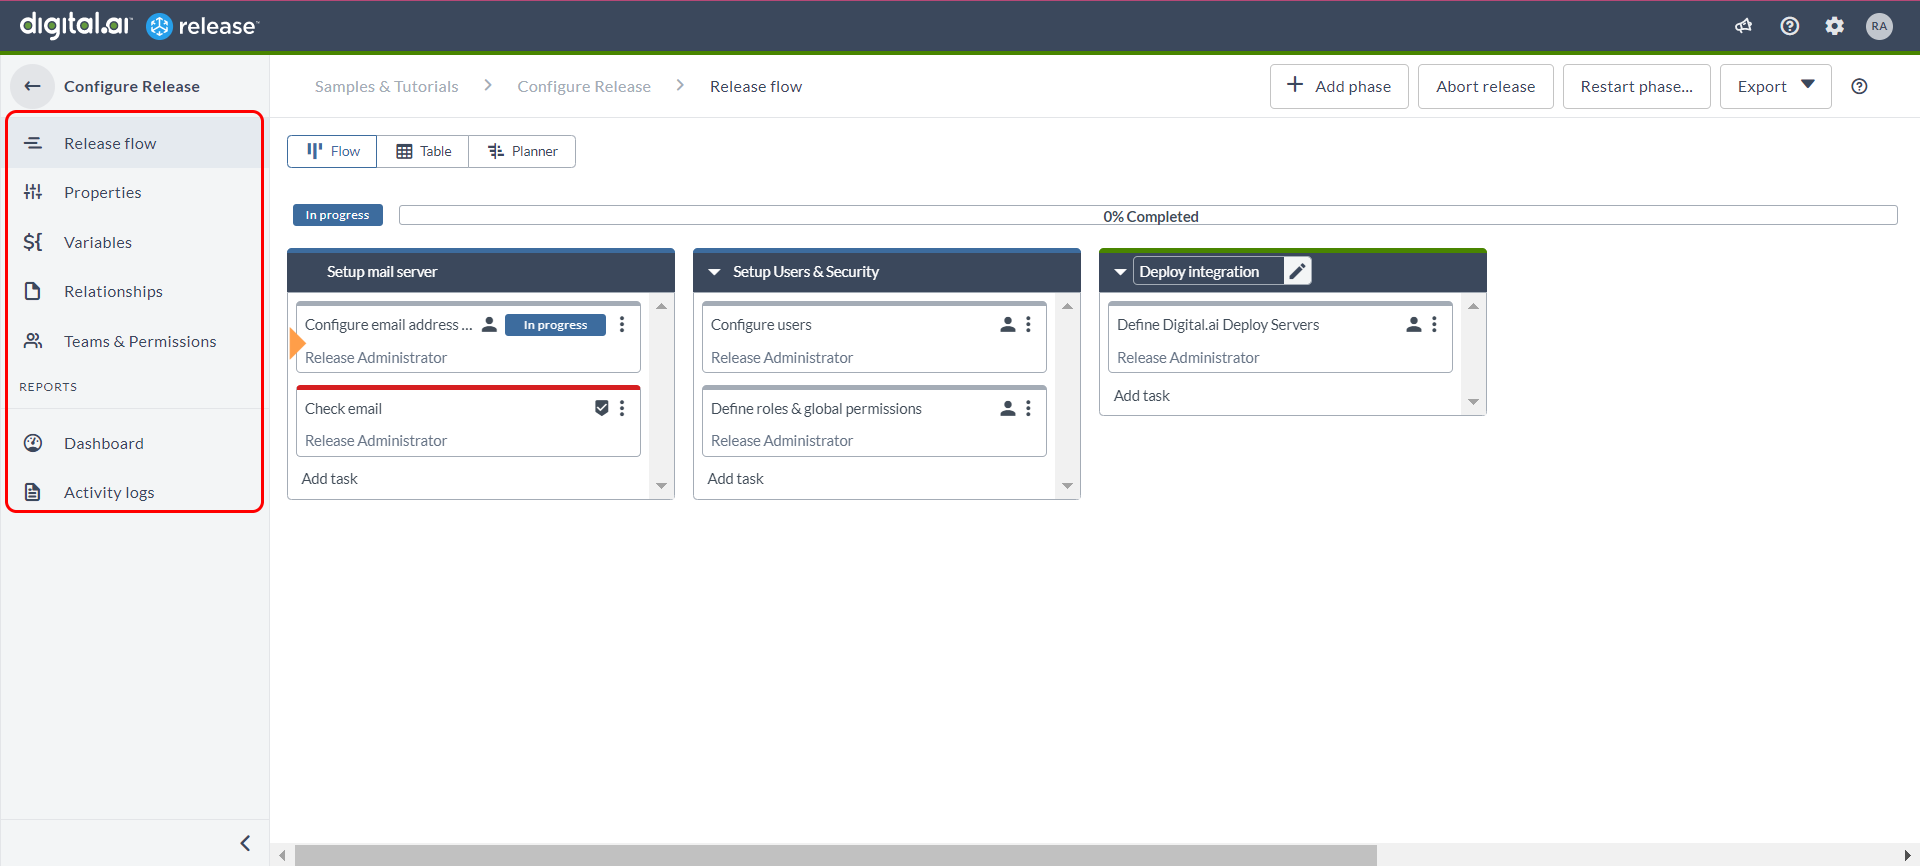 digital.ai release
RA
Configure Release
Samples & Tutorials > Configure Release > Release flow
Add phase
Abort release
Restart phase...
Export
Release flow
Properties
Variables
Relationships
Teams & Permissions
REPORTS
Dashboard
Activity logs
Flow
Table
Planner
In progress
0% Completed
Setup mail server
Configure email address ...
In progress
Release Administrator
Check email
Release Administrator
Add task
Setup Users & Security
Configure users
Release Administrator
Define roles & global permissions
Release Administrator
Add task
Deploy integration
Define Digital.ai Deploy Servers
Release Administrator
Add task